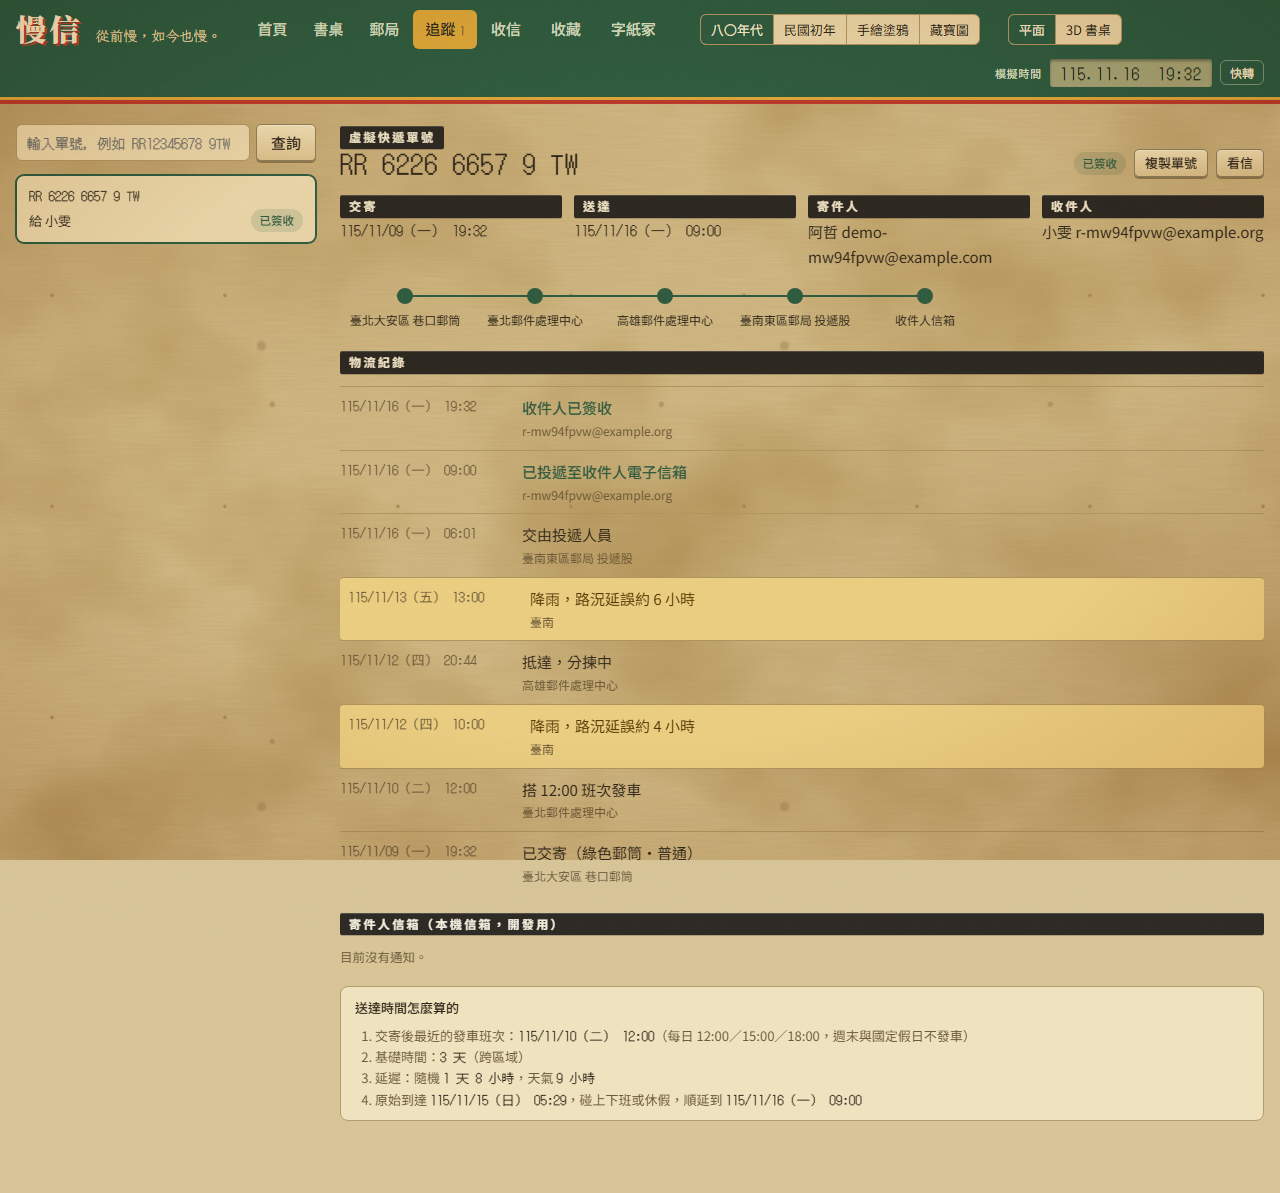 慢信 從前慢，如今也慢。 首頁 書桌 郵局 追蹤 1 收信 收藏 字紙冢 八〇年代 民國初年 手繪塗鴉 藏寶圖 平面 3D 書桌
模擬時間 115.11.16 19:32 快轉
輸入單號，例如 RR12345678 9TW 查詢
RR 6226 6657 9 TW
給 小雯 已簽收
虛擬快遞單號
RR 6226 6657 9 TW 已簽收 複製單號 看信
交寄 送達 寄件人 收件人
115/11/09（一） 19:32 115/11/16（一） 09:00 阿哲 demo-mw94fpvw@example.com 小雯 r-mw94fpvw@example.org
臺北大安區 巷口郵筒 臺北郵件處理中心 高雄郵件處理中心 臺南東區郵局 投遞股 收件人信箱
物流紀錄
115/11/16（一） 19:32 收件人已簽收
r-mw94fpvw@example.org
115/11/16（一） 09:00 已投遞至收件人電子信箱
r-mw94fpvw@example.org
115/11/16（一） 06:01 交由投遞人員
臺南東區郵局 投遞股
115/11/13（五） 13:00 降雨，路況延誤約 6 小時
臺南
115/11/12（四） 20:44 抵達，分揀中
高雄郵件處理中心
115/11/12（四） 10:00 降雨，路況延誤約 4 小時
臺南
115/11/10（二） 12:00 搭 12:00 班次發車
臺北郵件處理中心
115/11/09（一） 19:32 已交寄（綠色郵筒・普通）
臺北大安區 巷口郵筒
寄件人信箱（本機信箱，開發用）
目前沒有通知。
送達時間怎麼算的
1. 交寄後最近的發車班次：115/11/10（二） 12:00（每日 12:00／15:00／18:00，週末與國定假日不發車）
2. 基礎時間：3 天（跨區域）
3. 延遲：隨機 1 天 8 小時，天氣 9 小時
4. 原始到達 115/11/15（日） 05:29，碰上下班或休假，順延到 115/11/16（一） 09:00